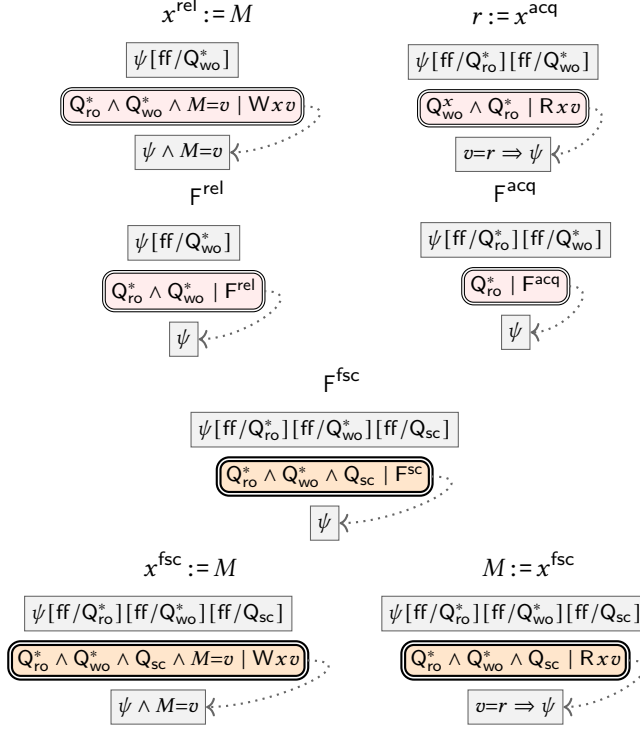 x^rel := M
ψ[ff/Q*_wo]
Q*_ro ∧ Q*_wo ∧ M=v | W x v
ψ ∧ M=v
r := x^acq
ψ[ff/Q*_ro][ff/Q*_wo]
Q^x_wo ∧ Q*_ro | R x v
v=r ⇒ ψ
F^rel
ψ[ff/Q*_wo]
Q*_ro ∧ Q*_wo | F^rel
ψ
F^acq
ψ[ff/Q*_ro][ff/Q*_wo]
Q*_ro | F^acq
ψ
F^fsc
ψ[ff/Q*_ro][ff/Q*_wo][ff/Q_sc]
Q*_ro ∧ Q*_wo ∧ Q_sc | F^sc
ψ
x^fsc := M
ψ[ff/Q*_ro][ff/Q*_wo][ff/Q_sc]
Q*_ro ∧ Q*_wo ∧ Q_sc ∧ M=v | W x v
ψ ∧ M=v
M := x^fsc
ψ[ff/Q*_ro][ff/Q*_wo][ff/Q_sc]
Q*_ro ∧ Q*_wo ∧ Q_sc | R x v
v=r ⇒ ψ